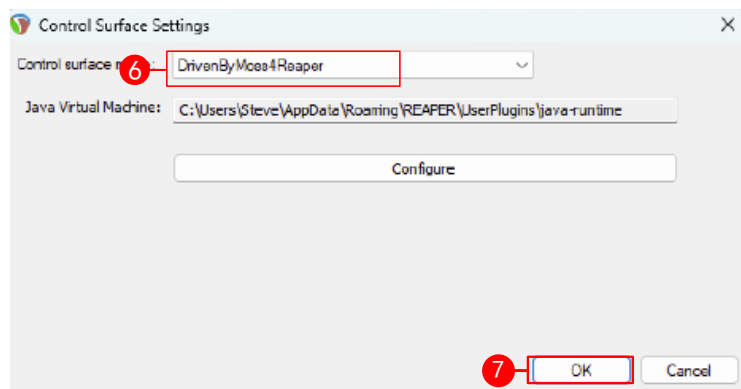 Control Surface Settings
Control surface mode: 6 DrivenByMoss4Reaper
Java Virtual Machine: C:\Users\Steve\AppData\Roaming\REAPER\UserPlugins\java-runtime
Configure
7 OK Cancel